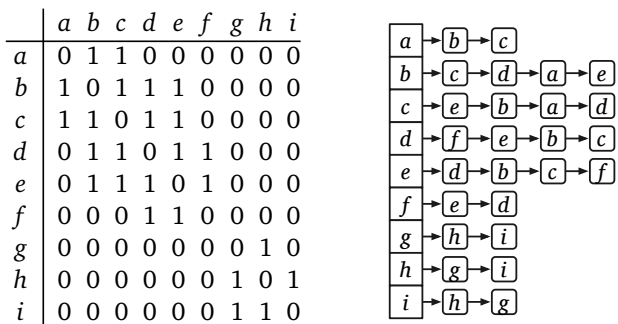 a b c d e f g h i
a 0 1 1 0 0 0 0 0 0
b 1 0 1 1 1 0 0 0 0
c 1 1 0 1 1 0 0 0 0
d 0 1 1 0 1 1 0 0 0
e 0 1 1 1 0 1 0 0 0
f 0 0 0 1 1 0 0 0 0
g 0 0 0 0 0 0 0 1 0
h 0 0 0 0 0 0 1 0 1
i 0 0 0 0 0 0 1 1 0
a b c
b c d a e
c e b a d
d f e b c
e d b c f
f e d
g h i
h g i
i h g